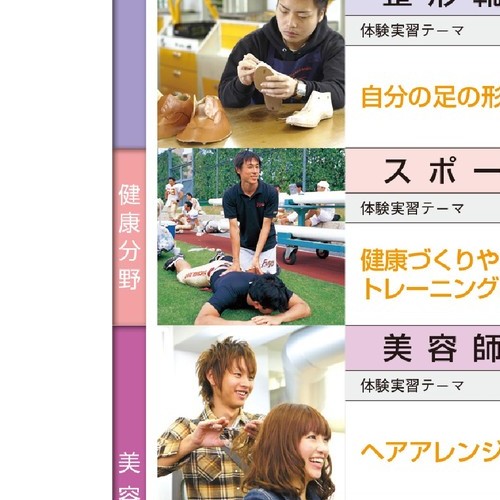 体験実習テーマ
自分の足の形
健康分野
スポー
体験実習テーマ
健康づくりや
トレーニング
美容師
体験実習テーマ
ヘアアレンジ
美容